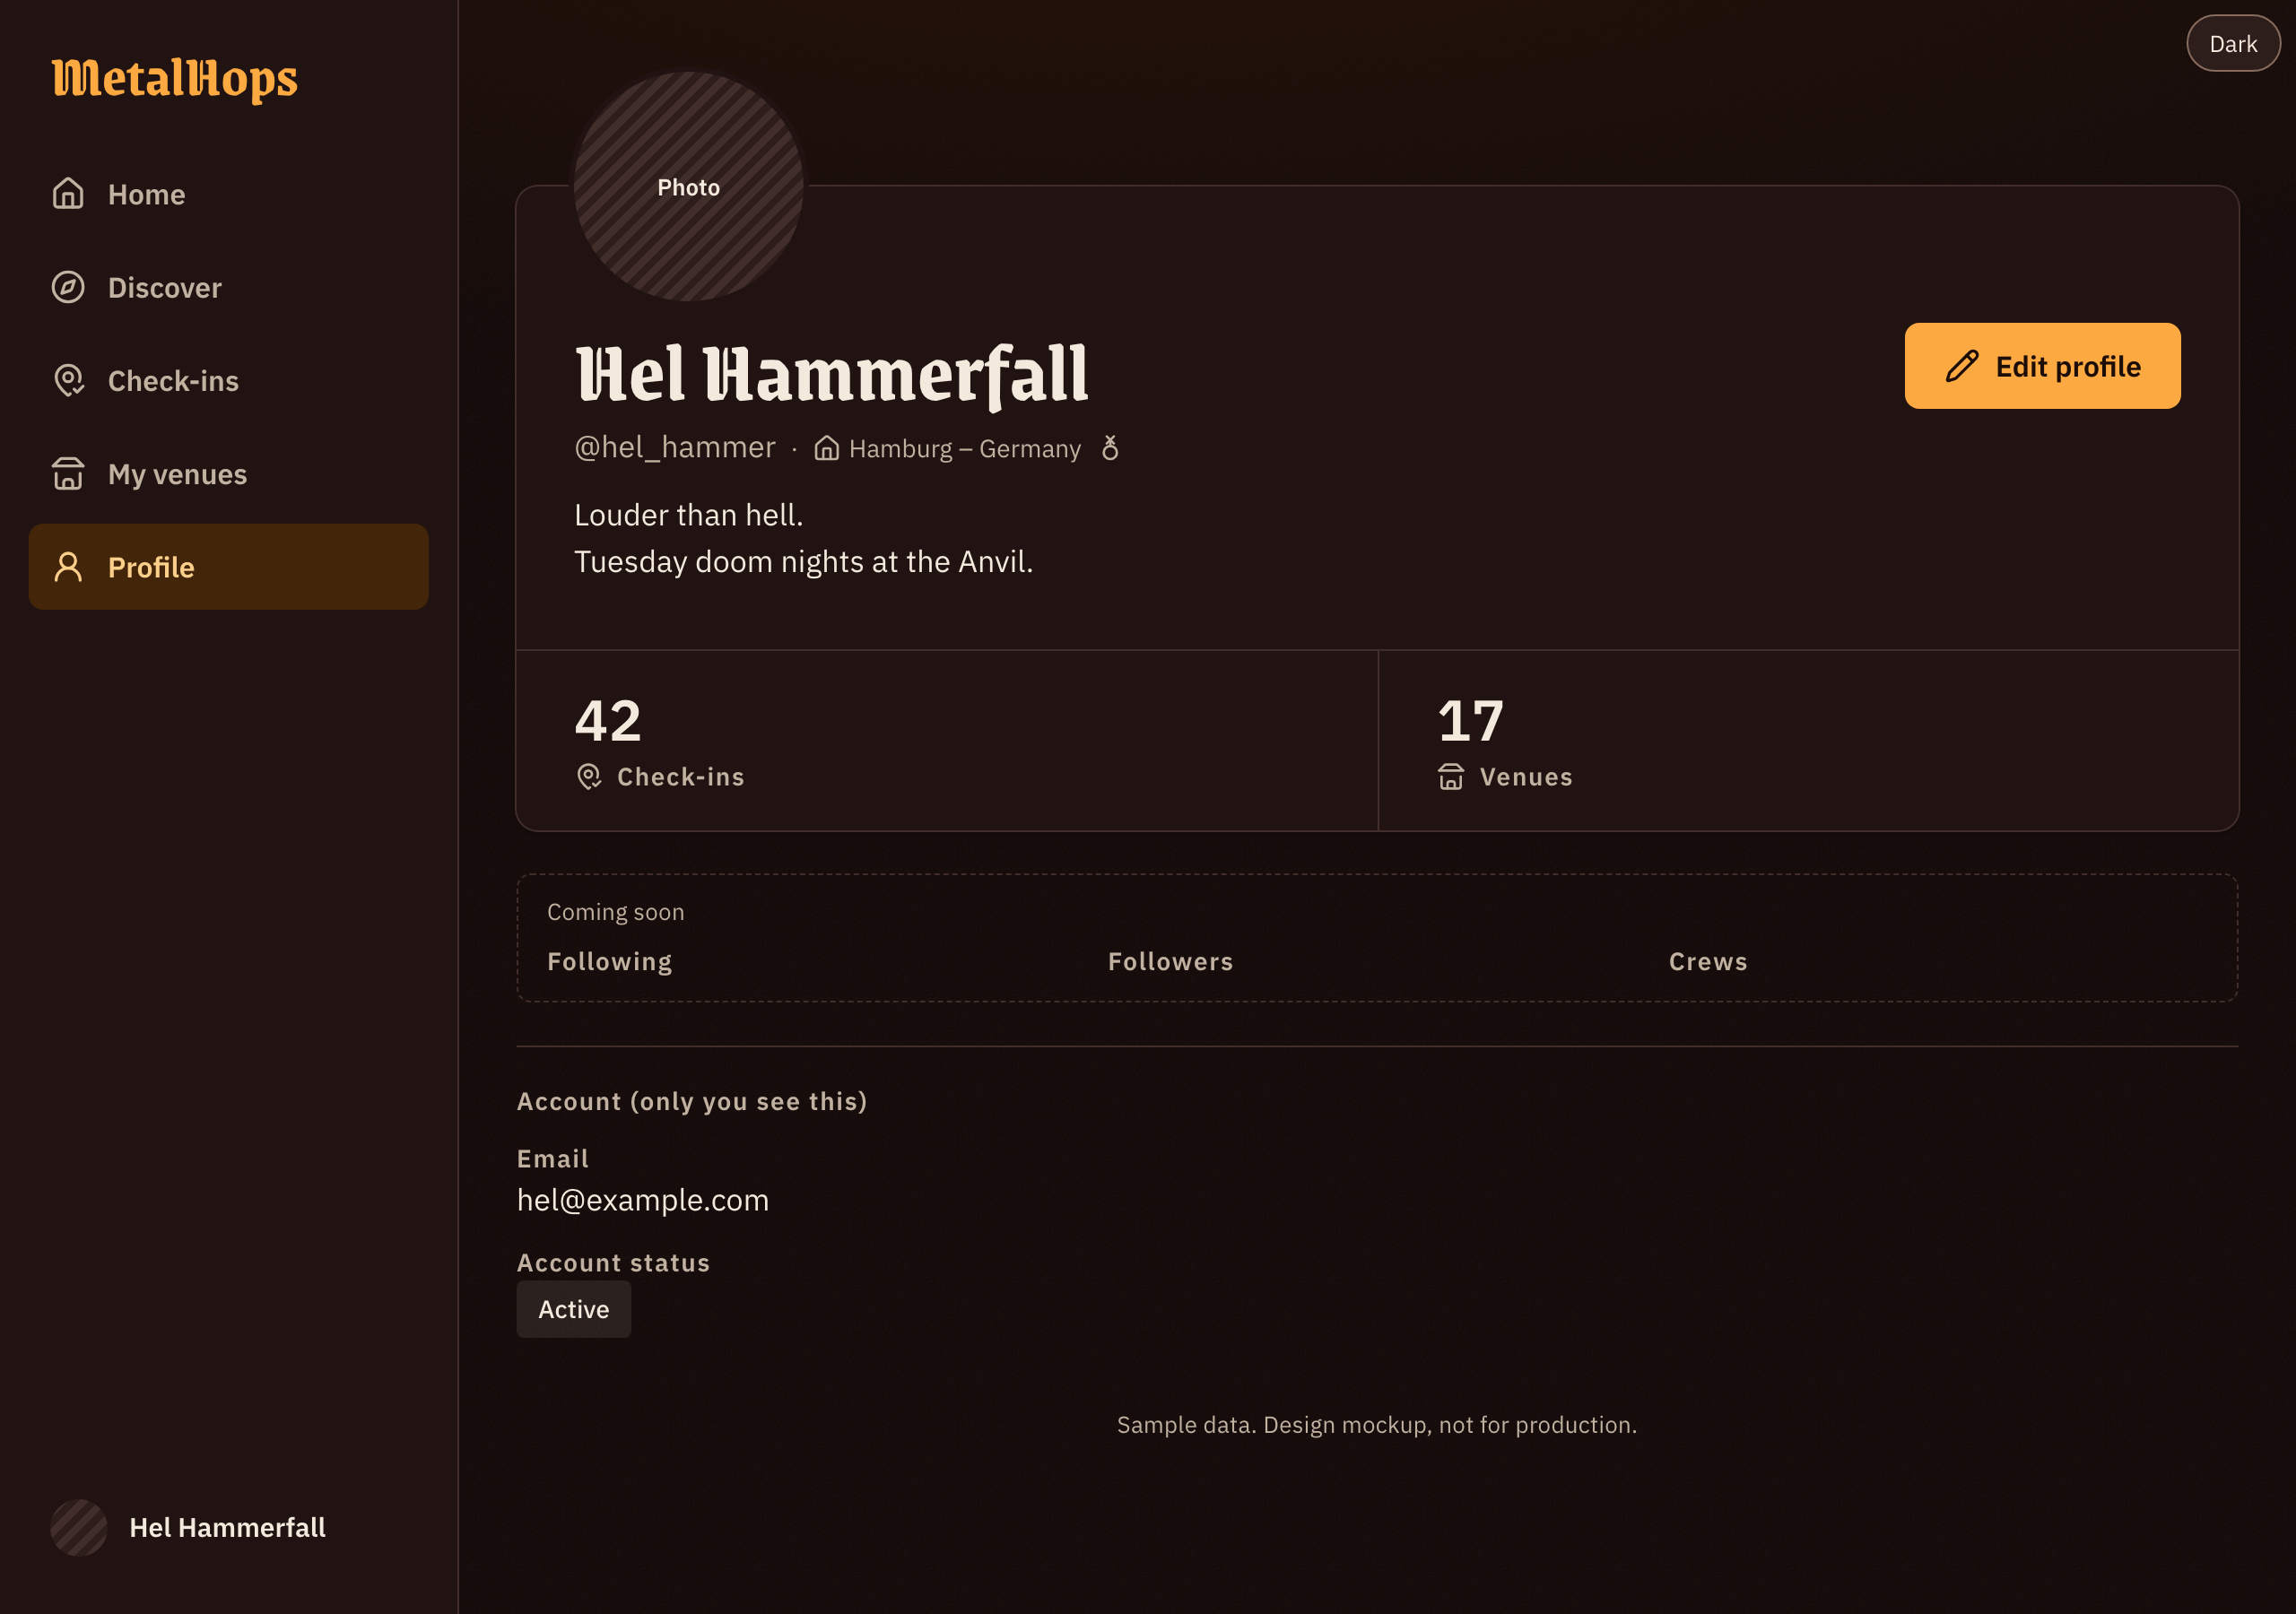 MetalHops
Home
Discover
Check-ins
My venues
Profile
Hel Hammerfall
Dark
Photo
Hel Hammerfall
Edit profile
@hel_hammer · Hamburg – Germany
Louder than hell.
Tuesday doom nights at the Anvil.
42
Check-ins
17
Venues
Coming soon
Following
Followers
Crews
Account (only you see this)
Email
hel@example.com
Account status
Active
Sample data. Design mockup, not for production.